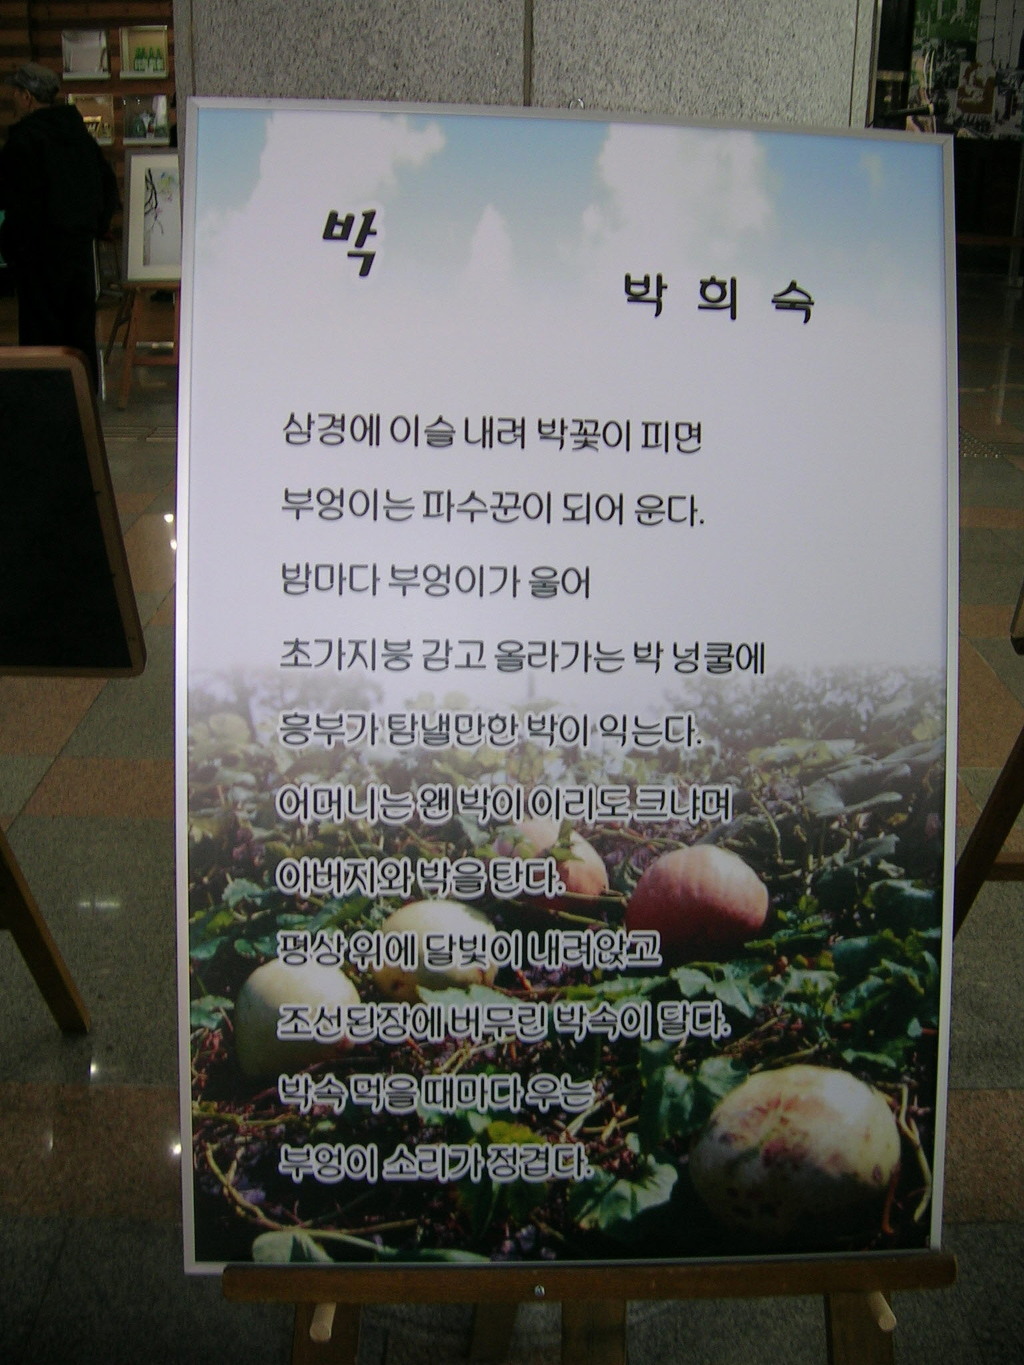 박
박 희 숙
삼경에 이슬 내려 박꽃이 피면
부엉이는 파수꾼이 되어 운다.
밤마다 부엉이가 울어
초가지붕 감고 올라가는 박 넝쿨에
흥부가 탐낼만한 박이 익는다.
어머니는 왠 박이 이리도 크냐며
아버지와 박을 탄다.
평상 위에 달빛이 내려앉고
조선된장에 버무린 박속이 달다.
박속 먹을 때마다 우는
부엉이 소리가 정겹다.